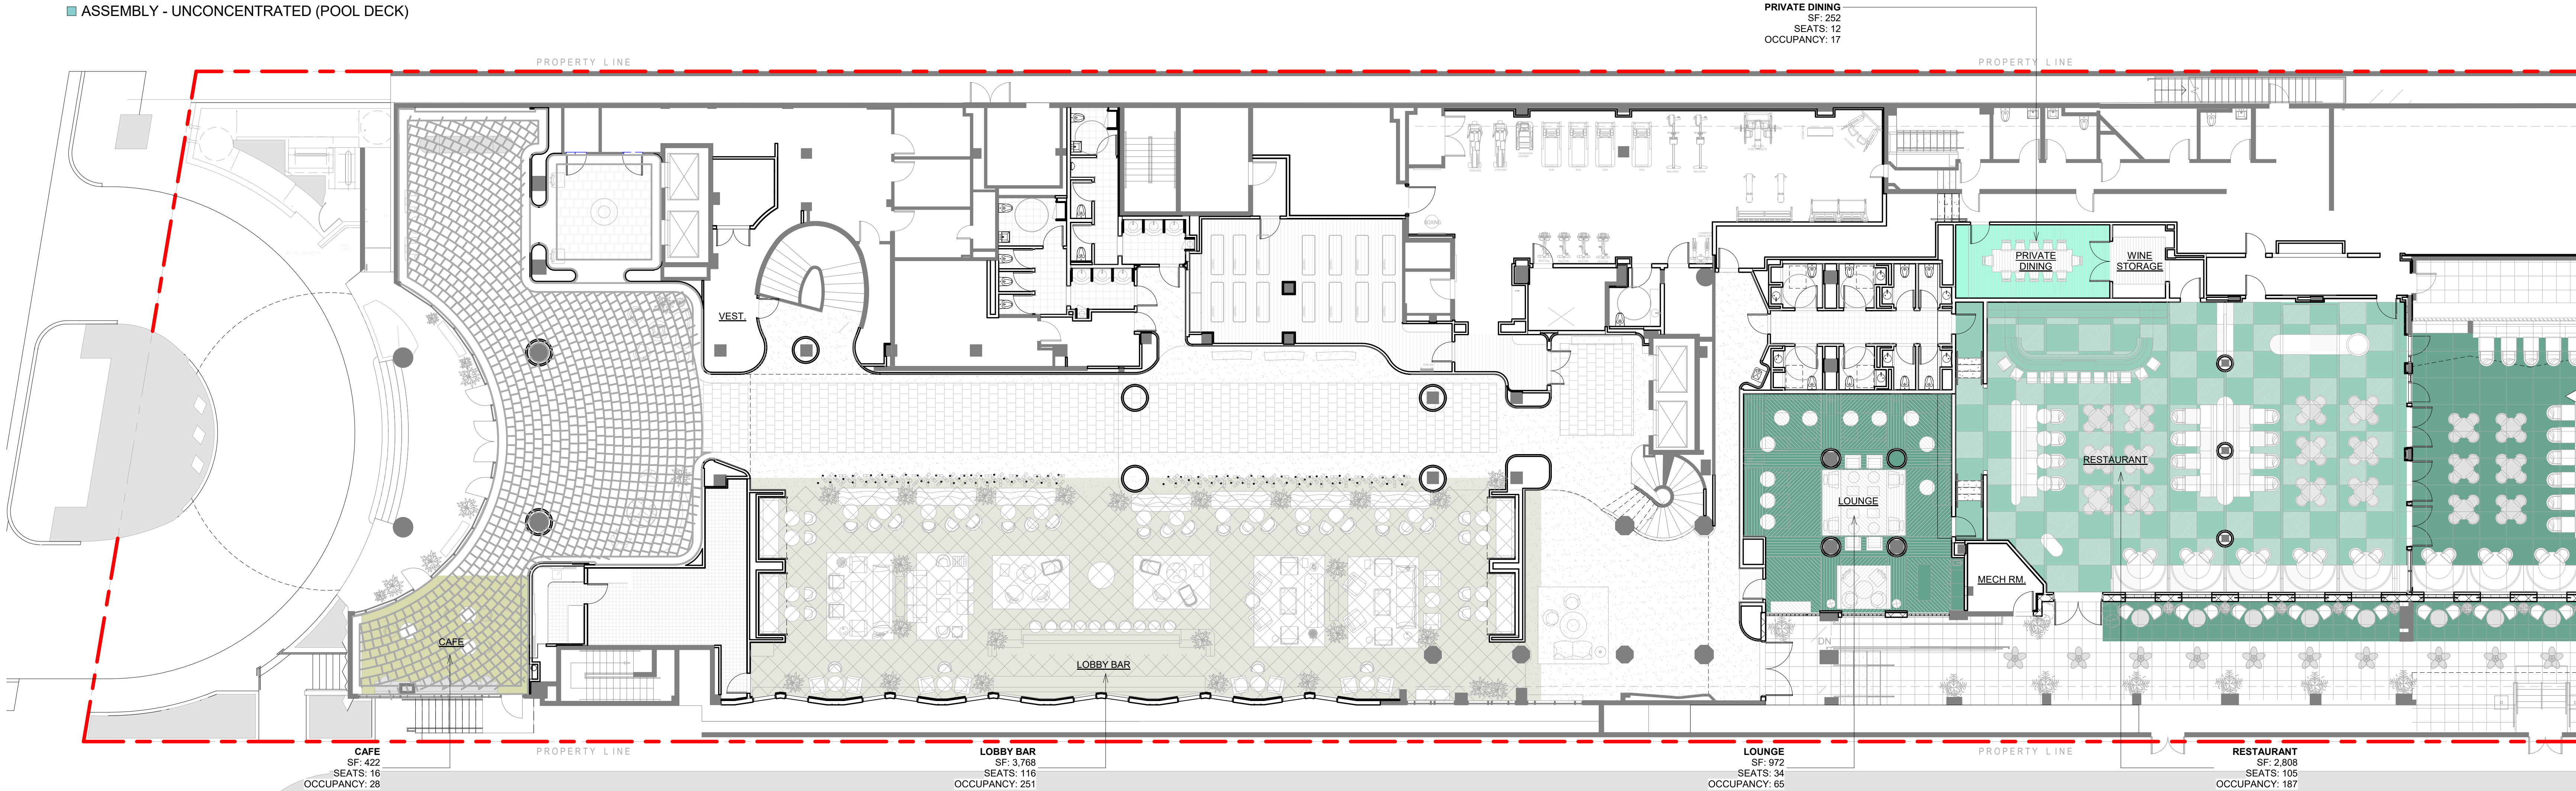 ASSEMBLY - UNCONCENTRATED (POOL DECK)
PRIVATE DINING
SF: 252
SEATS: 12
OCCUPANCY: 17
PROPERTY LINE
PROPERTY LINE
PRIVATE
DINING
WINE
STORAGE
VEST.
RESTAURANT
LOUNGE
MECH RM.
CAFE
DN
LOBBY BAR
PROPERTY LINE
PROPERTY LINE
CAFE
SF: 422
SEATS: 16
OCCUPANCY: 28
LOBBY BAR
SF: 3,768
SEATS: 116
OCCUPANCY: 251
LOUNGE
SF: 972
SEATS: 34
OCCUPANCY: 65
RESTAURANT
SF: 2,808
SEATS: 105
OCCUPANCY: 187